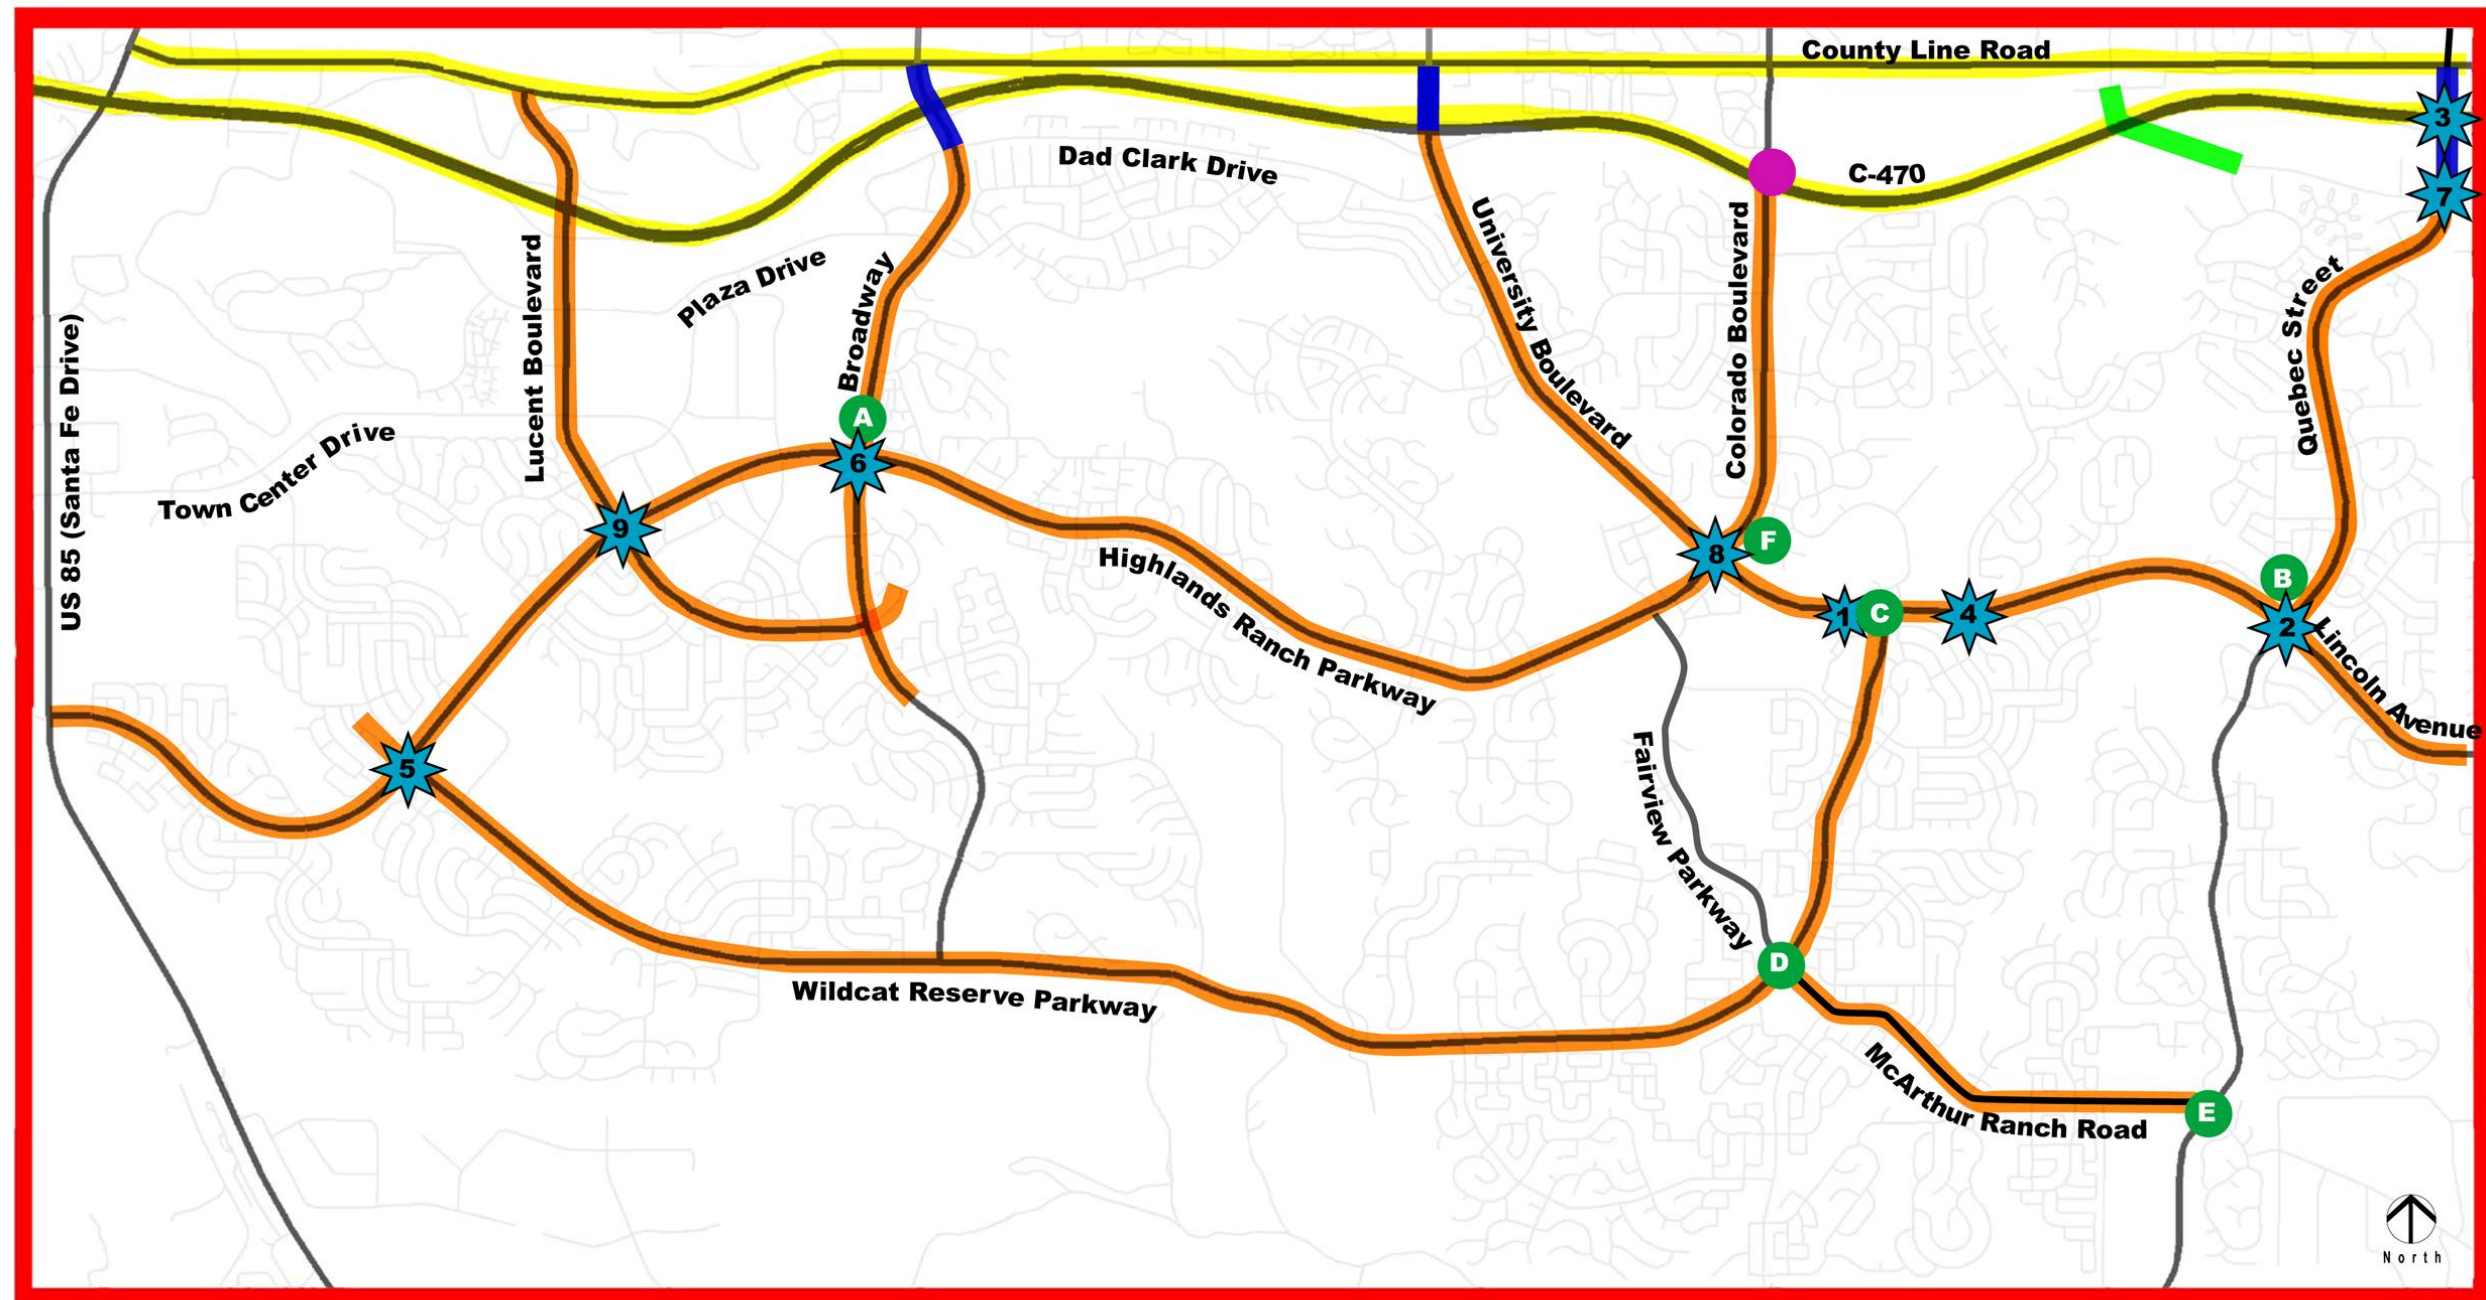 County Line Road
3
Dad Clark Drive
C-470
7
University Boulevard
Colorado Boulevard
Lucent Boulevard
Plaza Drive
Broadway
Quebec Street
US 85 (Santa Fe Drive)
Town Center Drive
A
6
9
8
F
B
Highlands Ranch Parkway
1
C
4
2
Lincoln Avenue
5
Fairview Parkway
D
Wildcat Reserve Parkway
McArthur Ranch Road
E
North